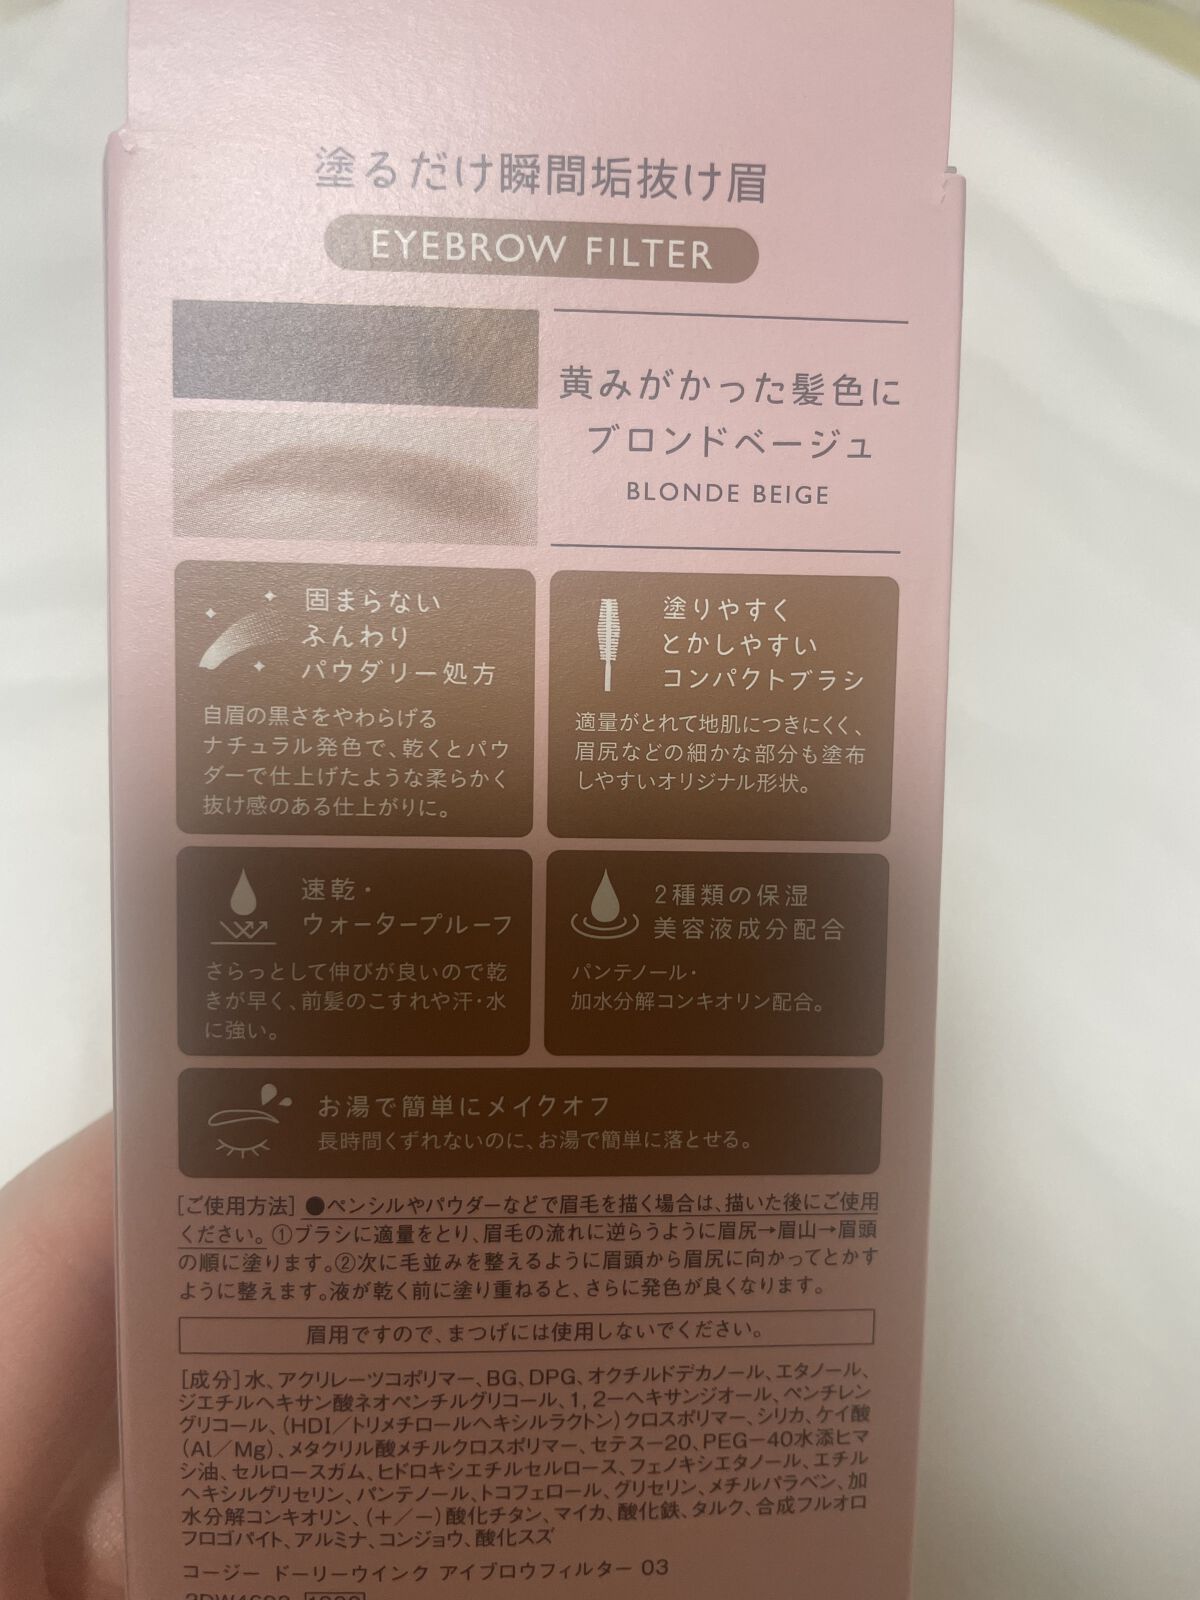 塗るだけ瞬間垢抜け眉
EYEBROW FILTER
黄みがかった髪色に
ブロンドベージュ
BLONDE BEIGE
固まらない
ふんわり
パウダリー処方
自眉の黒さをやわらげる
ナチュラル発色で、乾くとパウ
ダーで仕上げたような柔らかく
抜け感のある仕上がりに。
塗りやすく
とかしやすい
コンパクトブラシ
適量がとれて地肌につきにくく、
眉尻などの細かな部分も塗布
しやすいオリジナル形状。
速乾・
ウォータープルーフ
さらっとして伸びが良いので乾
きが早く、前髪のこすれや汗・水
に強い。
2種類の保湿
美容液成分配合
パンテノール・
加水分解コンキオリン配合。
お湯で簡単にメイクオフ
長時間くずれないのに、お湯で簡単に落とせる。
[ご使用方法] ●ペンシルやパウダーなどで眉毛を描く場合は、描いた後にご使用
ください。①ブラシに適量をとり、眉毛の流れに逆らうように眉尻→眉山→眉頭
の順に塗ります。②次に毛並みを整えるように眉頭から眉尻に向かってとかす
ように整えます。液が乾く前に塗り重ねると、さらに発色が良くなります。
眉用ですので、まつげには使用しないでください。
[成分]水、アクリレーツコポリマー、BG、DPG、オクチルドデカノール、エタノール、
ジエチルヘキサン酸ネオペンチルグリコール、1,2-ヘキサンジオール、ペンチレン
グリコール、(HDI/トリメチロールヘキシルラクトン)クロスポリマー、シリカ、ケイ酸
(Al/Mg)、メタクリル酸メチルクロスポリマー、セテス-20、PEG-40水添ヒマ
シ油、セルロースガム、ヒドロキシエチルセルロース、フェノキシエタノール、エチル
ヘキシルグリセリン、パンテノール、トコフェロール、グリセリン、メチルパラベン、加
水分解コンキオリン、(+/-)酸化チタン、マイカ、酸化鉄、タルク、合成フルオロ
フロゴパイト、アルミナ、コンジョウ、酸化スズ
コージー ドーリーウインク アイブロウフィルター 03